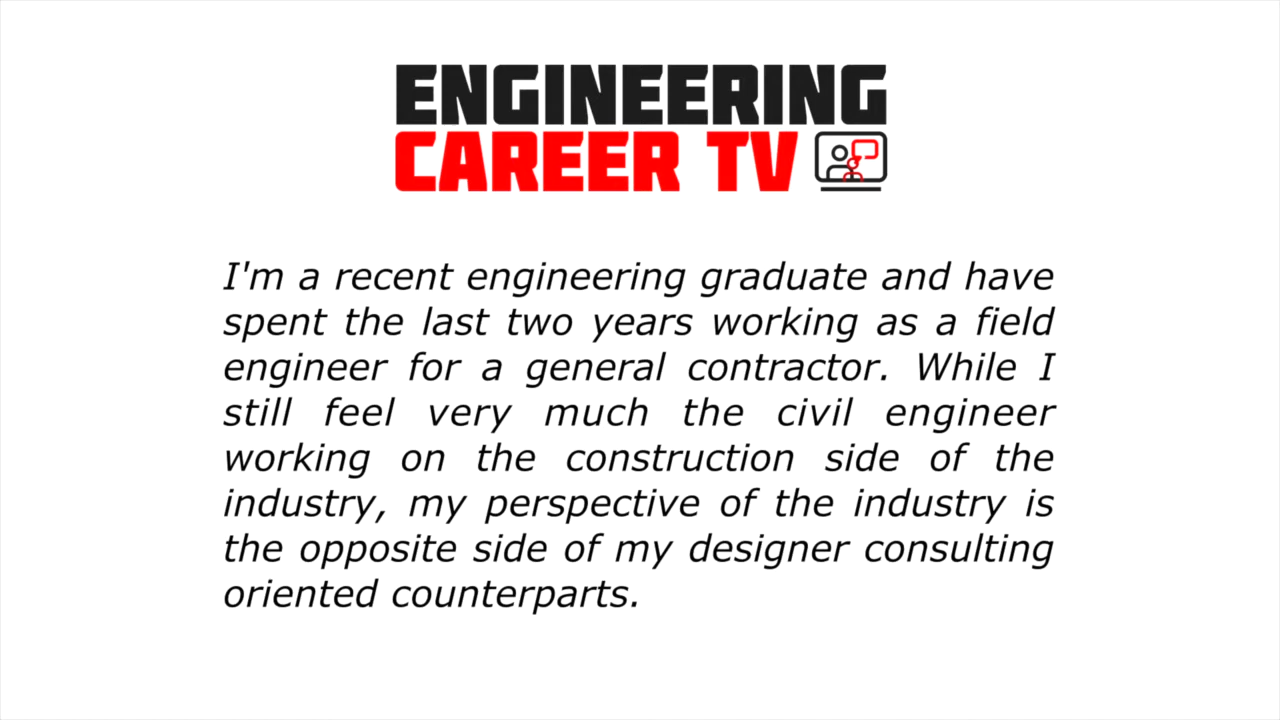 ENGINEERING
CAREER TV
I'm a recent engineering graduate and have
spent the last two years working as a field
engineer for a general contractor. While I
still feel very much the civil engineer
working on the construction side of the
industry, my perspective of the industry is
the opposite side of my designer consulting
oriented counterparts.